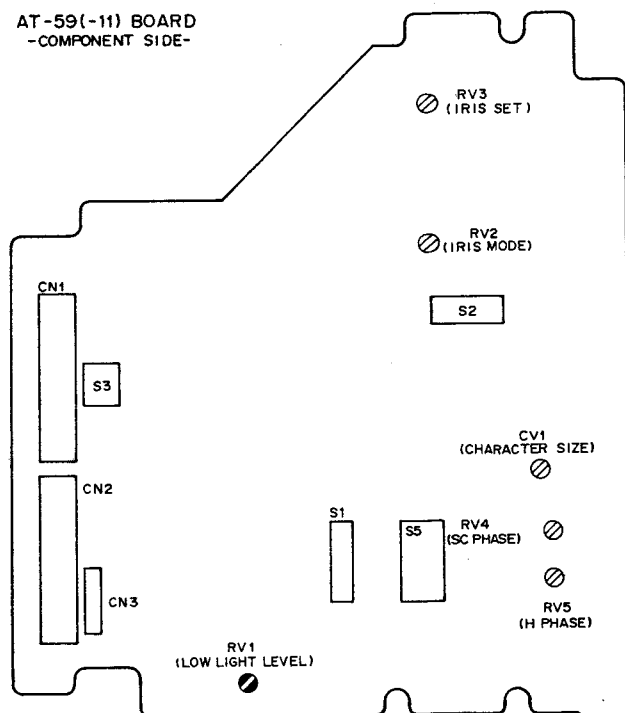 AT-59(-11) BOARD
-COMPONENT SIDE-
RV3
(IRIS SET)
RV2
(IRIS MODE)
CN1
S2
S3
CV1
(CHARACTER SIZE)
CN2
S1
S5
RV4
(SC PHASE)
CN3
RV5
(H PHASE)
RV1
(LOW LIGHT LEVEL)